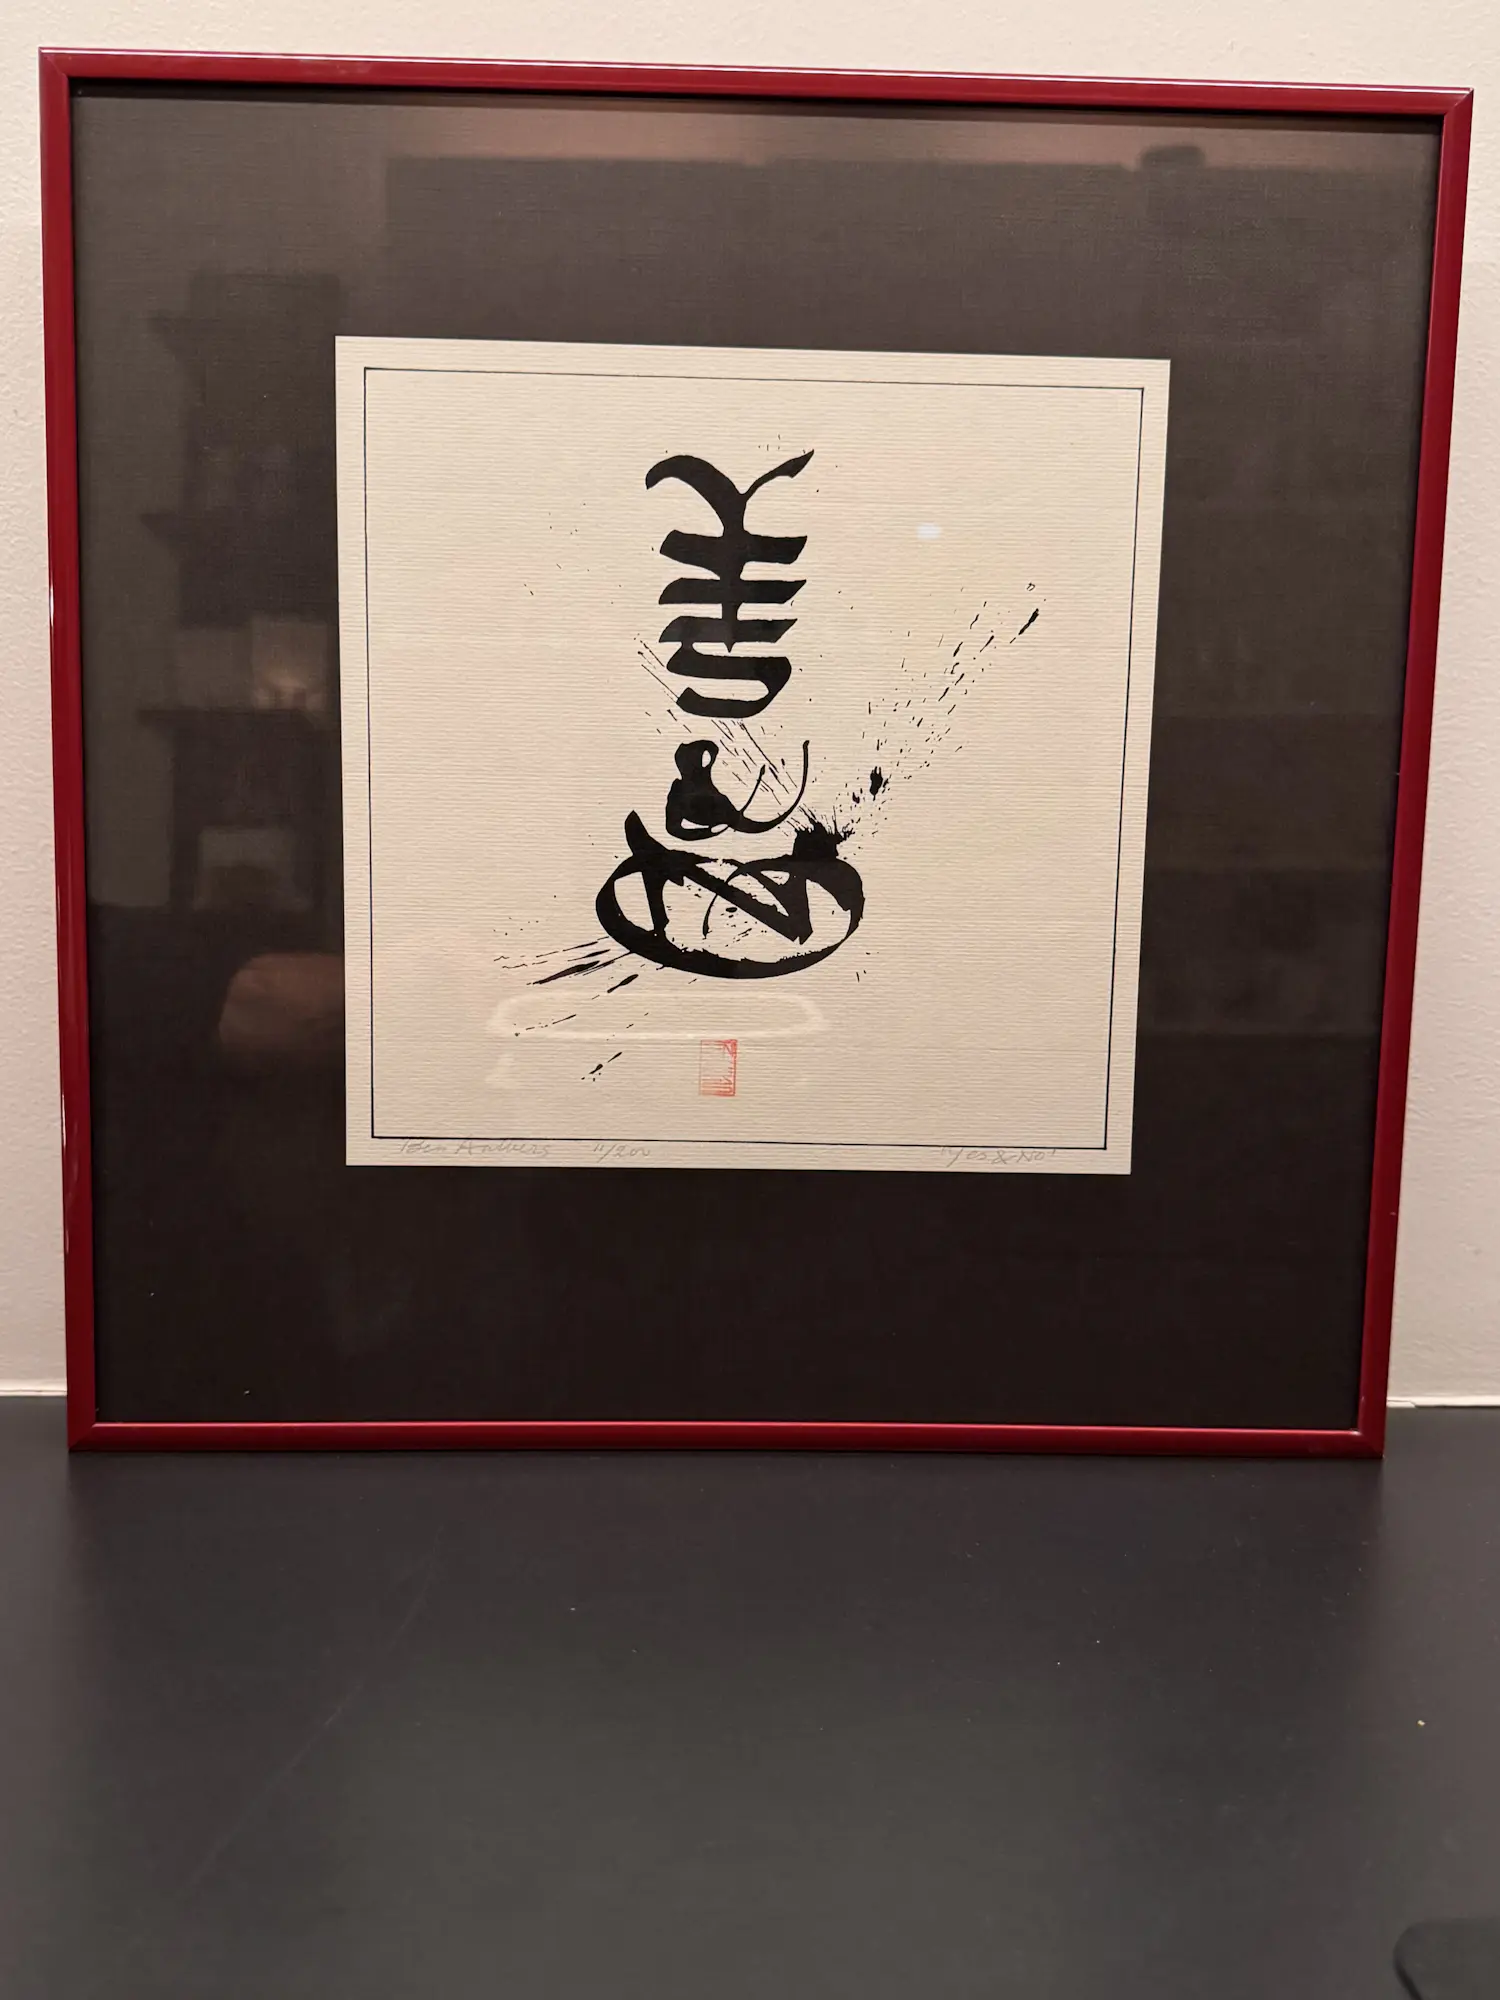 YES
&
NO
11/200 "Yes & No"